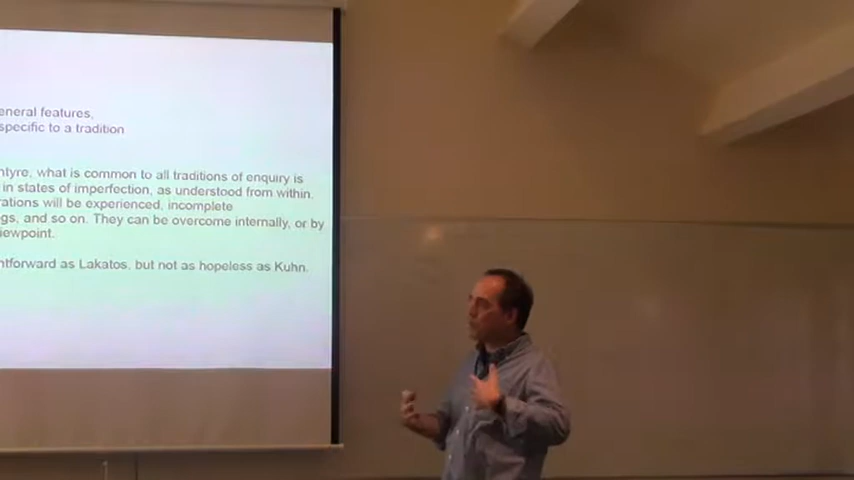 eneral features,
specific to a tradition
ntyre, what is common to all traditions of enquiry is
in states of imperfection, as understood from within.
rations will be experienced, incomplete
gs, and so on. They can be overcome internally, or by
iewpoint.
ntforward as Lakatos, but not as hopeless as Kuhn.